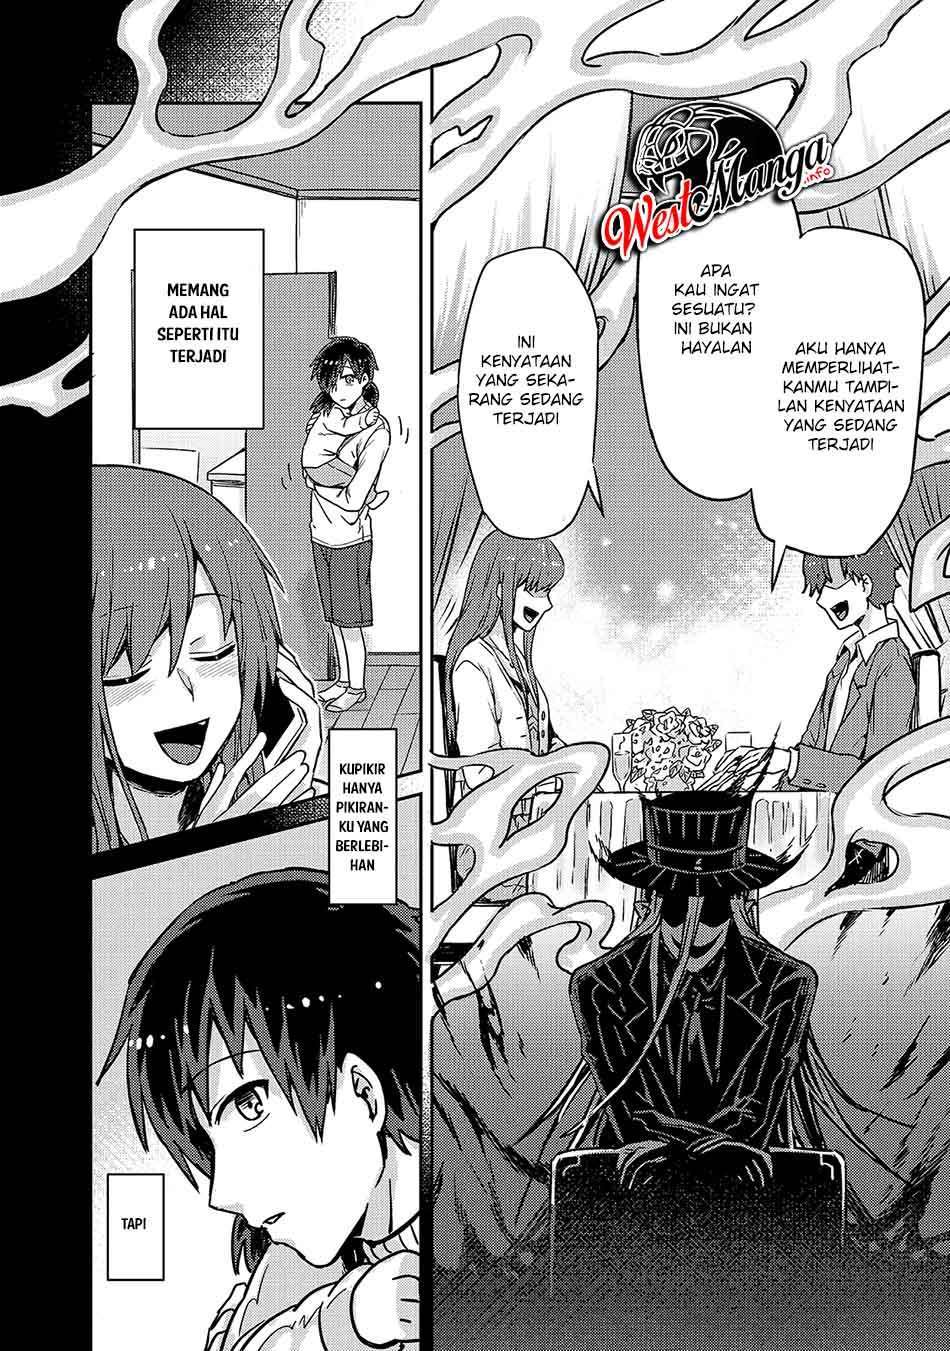 WestManga
.info
APA
KAU INGAT
SESUATU?
INI BUKAN
HAYALAN
AKU HANYA
MEMPERLIHAT-
KANMU TAMPI-
LAN KENYATAAN
YANG SEDANG
TERJADI
INI
KENYATAAN
YANG SEKA-
RANG SEDANG
TERJADI
MEMANG
ADA HAL
SEPERTI ITU
TERJADI
KUPIKIR
HANYA
PIKIRAN-
KU YANG
BERLEBI-
HAN
TAPI